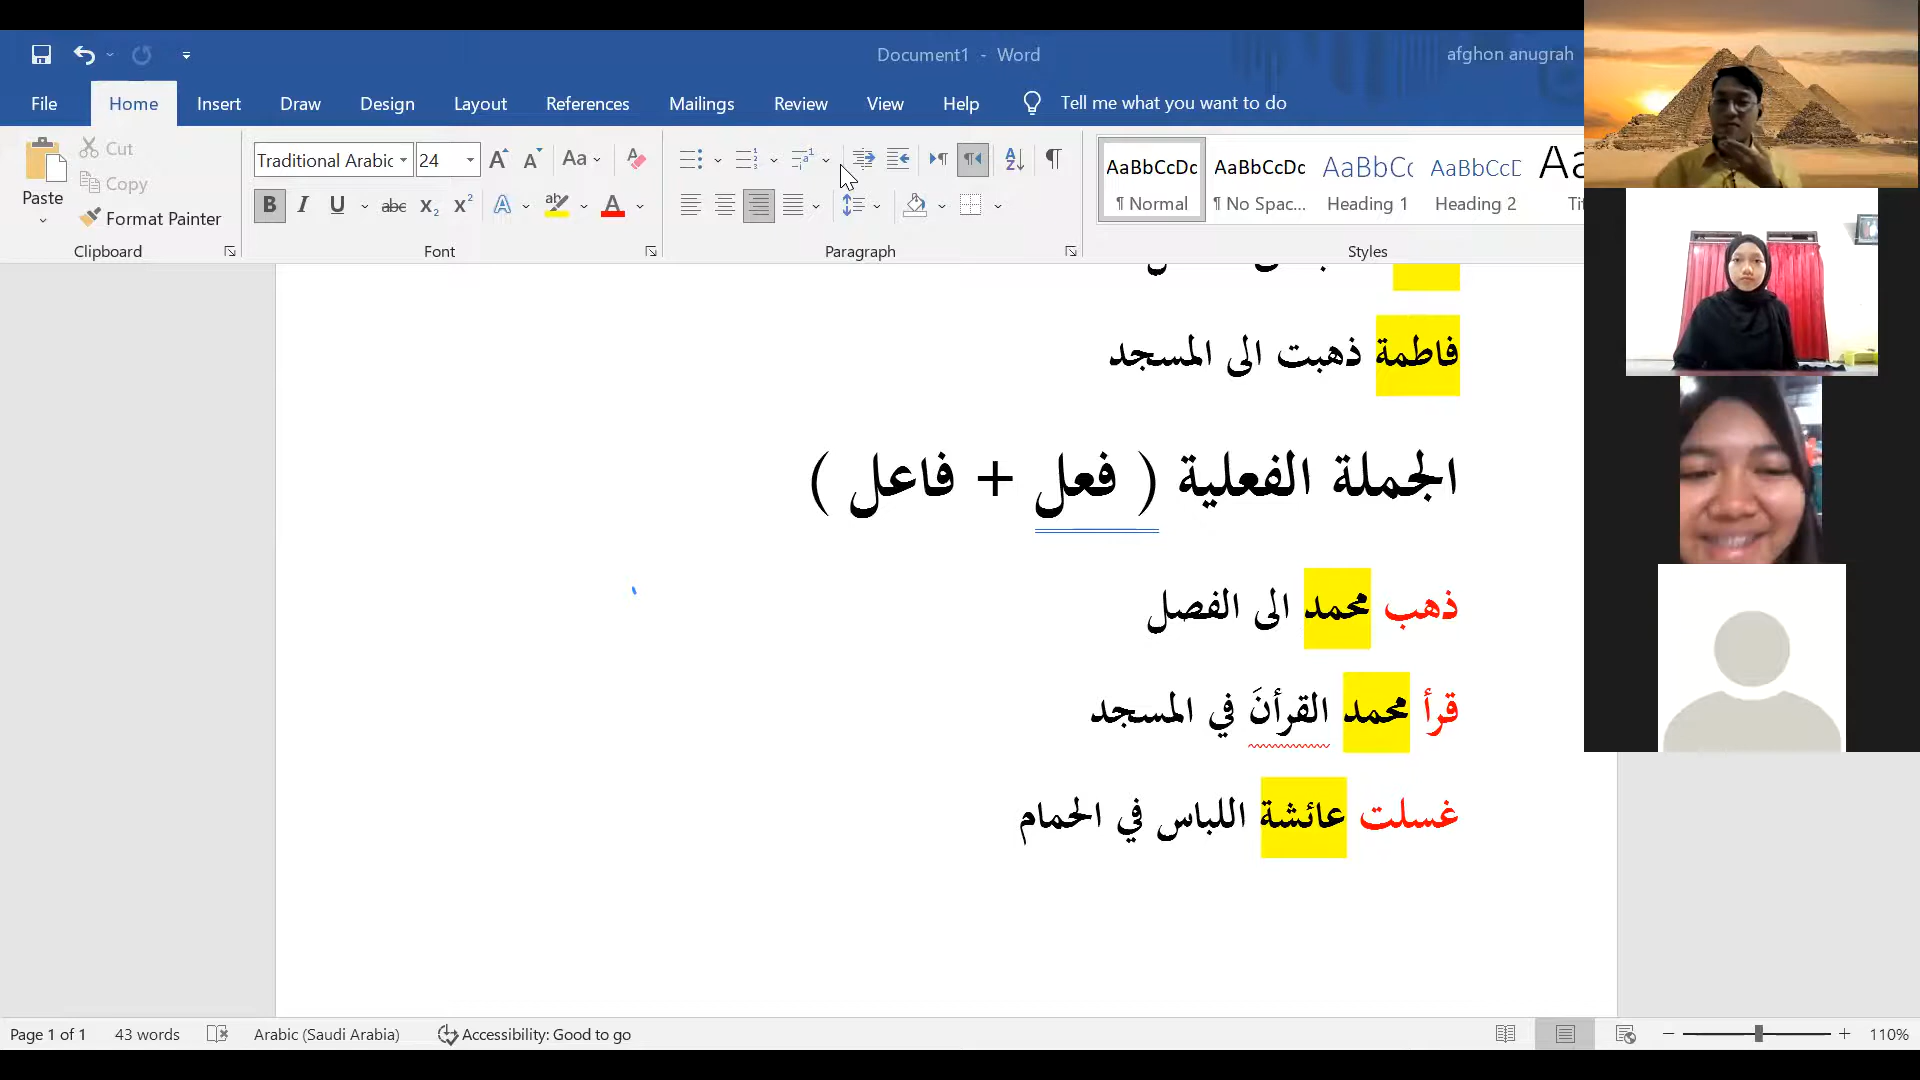 Document1 - Word
afghon anugrah
File Home Insert Draw Design Layout References Mailings Review View Help Tell me what you want to do
Paste
Cut
Copy
Format Painter
Clipboard
Traditional Arabic 24
Font
Paragraph
AaBbCcDc AaBbCcDc AaBbCc AaBbCcD Aa
¶ Normal ¶ No Spac... Heading 1 Heading 2
Styles
فاطمة ذهبت الى المسجد
الجملة الفعلية ( فعل + فاعل )
ذهب محمد الى الفصل
قرأ محمد القرأنَ في المسجد
غسلت عائشة اللباس في الحمام
Page 1 of 1 43 words Arabic (Saudi Arabia) Accessibility: Good to go 110%